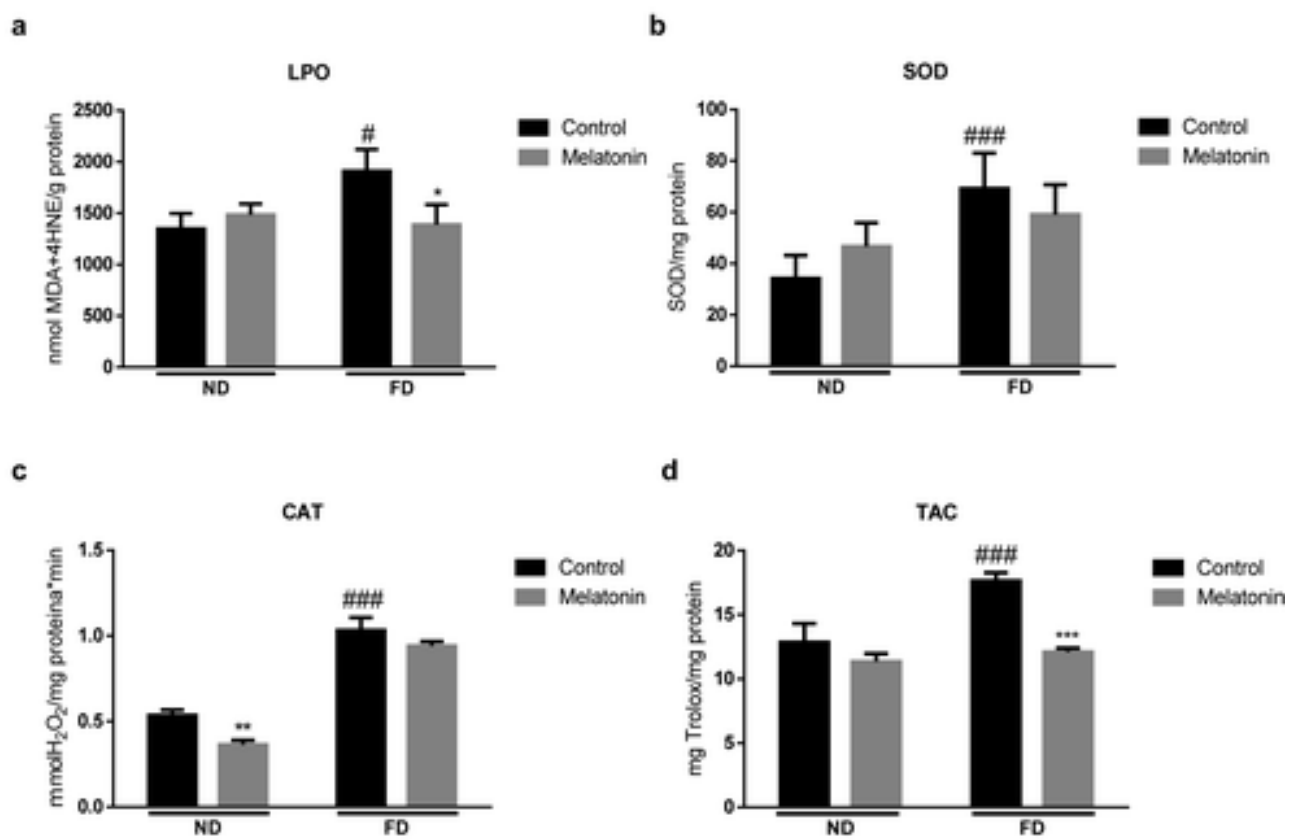 a
LPO
nmol MDA+4HNE/g protein
2500
2000
1500
1000
500
0
#
*
Control
Melatonin
ND
FD
b
SOD
SOD/mg protein
100
80
60
40
20
0
###
Control
Melatonin
ND
FD
c
CAT
mmolH₂O₂/mg proteina*min
1.5
1.0
0.5
0.0
**
###
Control
Melatonin
ND
FD
d
TAC
mg Trolox/mg protein
20
15
10
5
0
###
***
Control
Melatonin
ND
FD